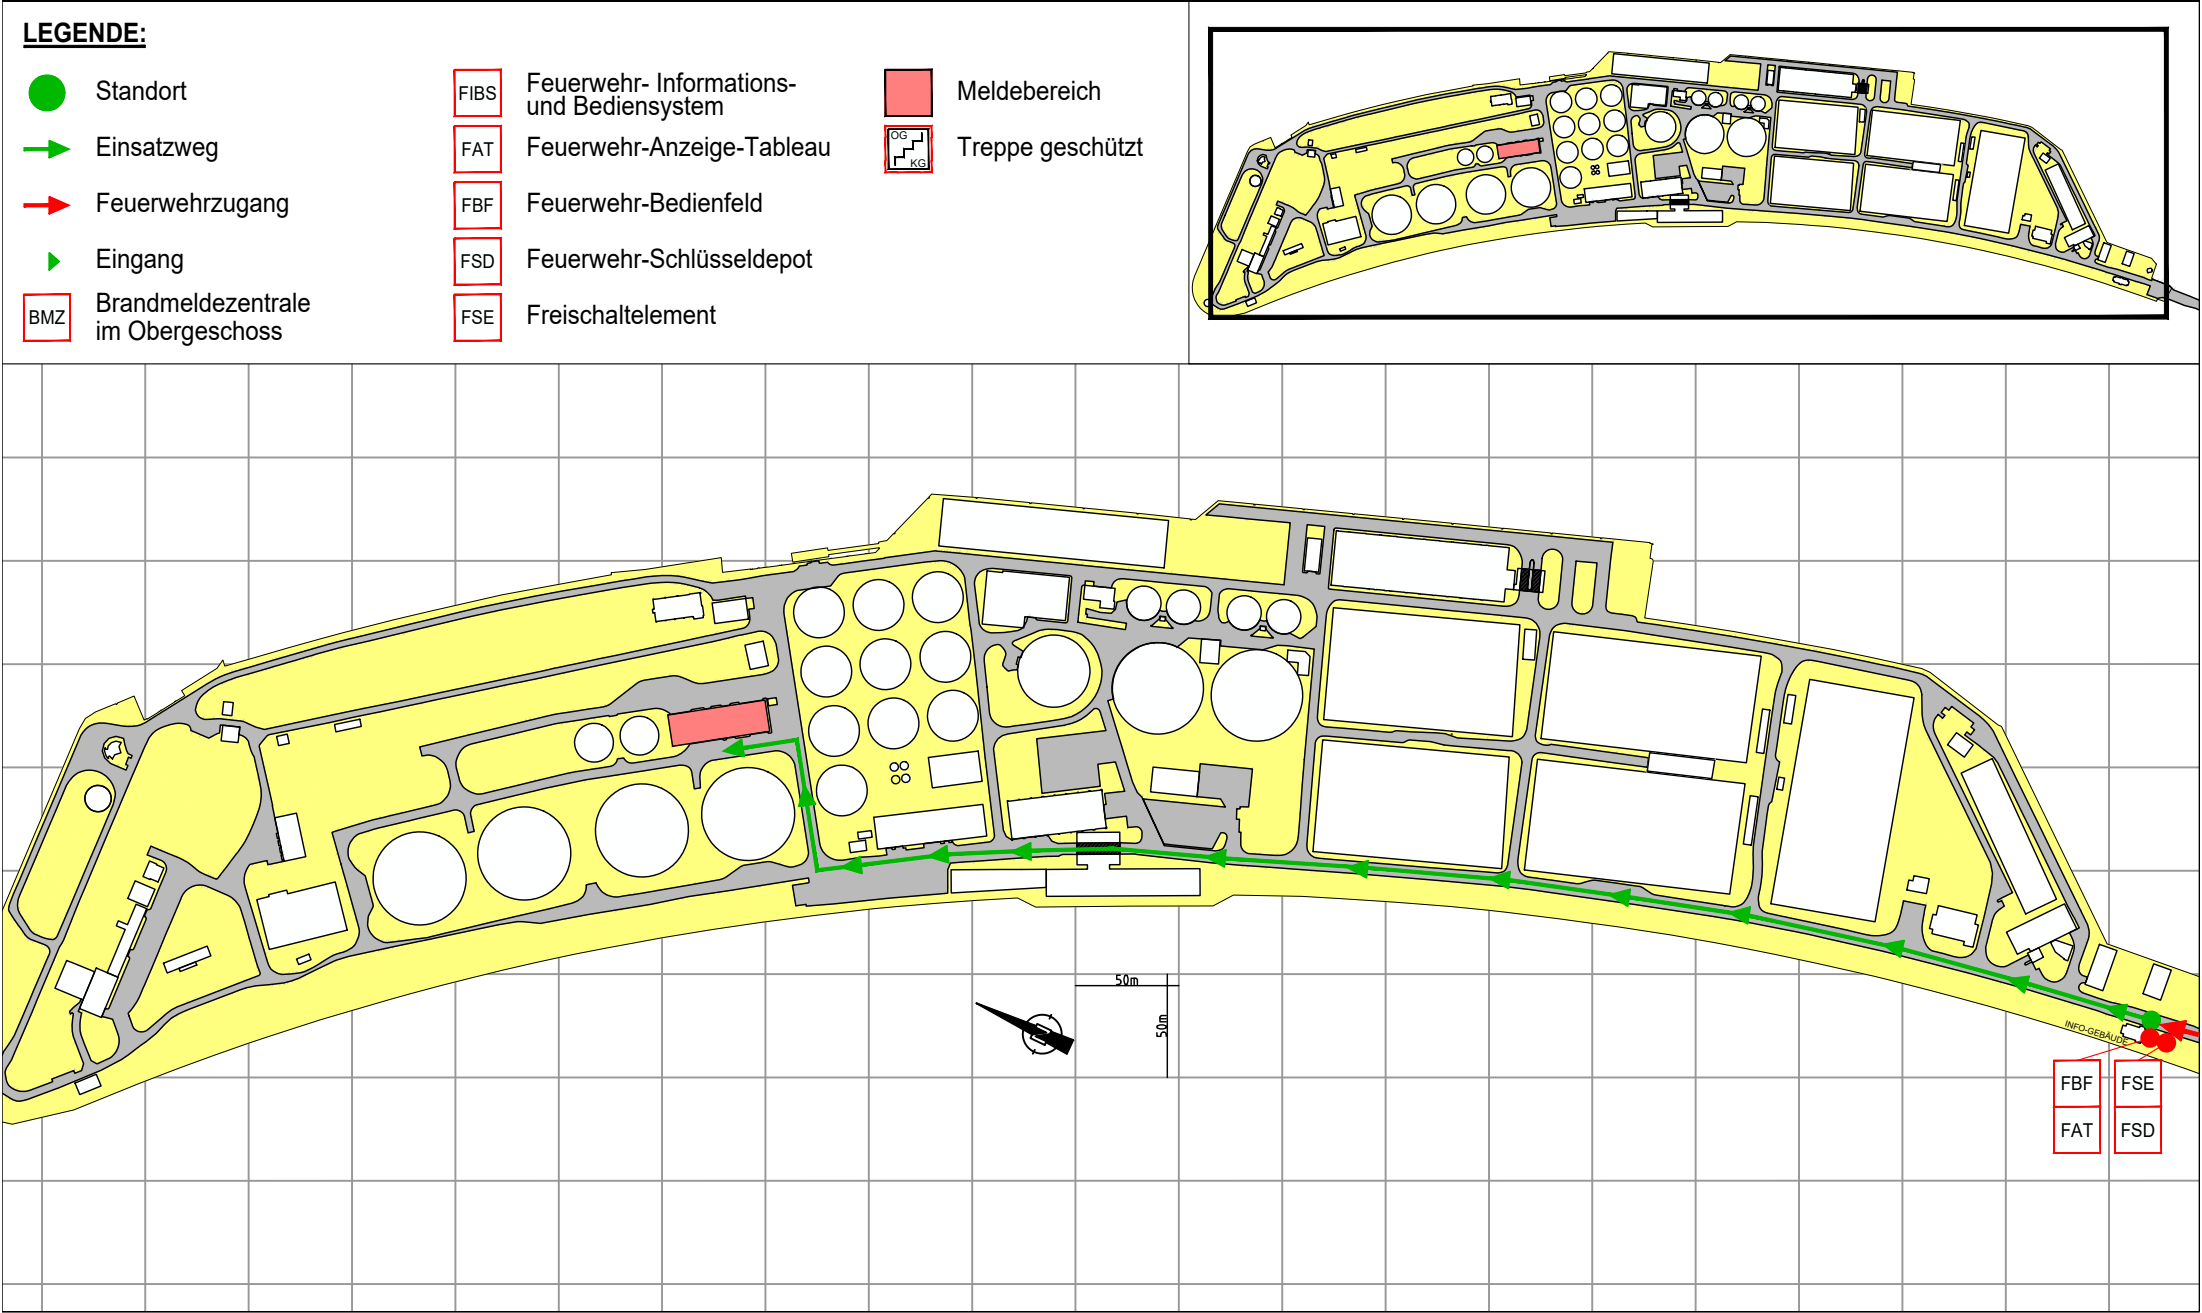 LEGENDE:
Standort
Einsatzweg
Feuerwehrzugang
Eingang
BMZ
Brandmeldezentrale
im Obergeschoss
FIBS
Feuerwehr- Informations-
und Bediensystem
FAT
Feuerwehr-Anzeige-Tableau
FBF
Feuerwehr-Bedienfeld
FSD
Feuerwehr-Schlüsseldepot
FSE
Freischaltelement
Meldebereich
OG
KG
Treppe geschützt
50m
50m
INFO-GEBÄUDE
FBF
FSE
FAT
FSD